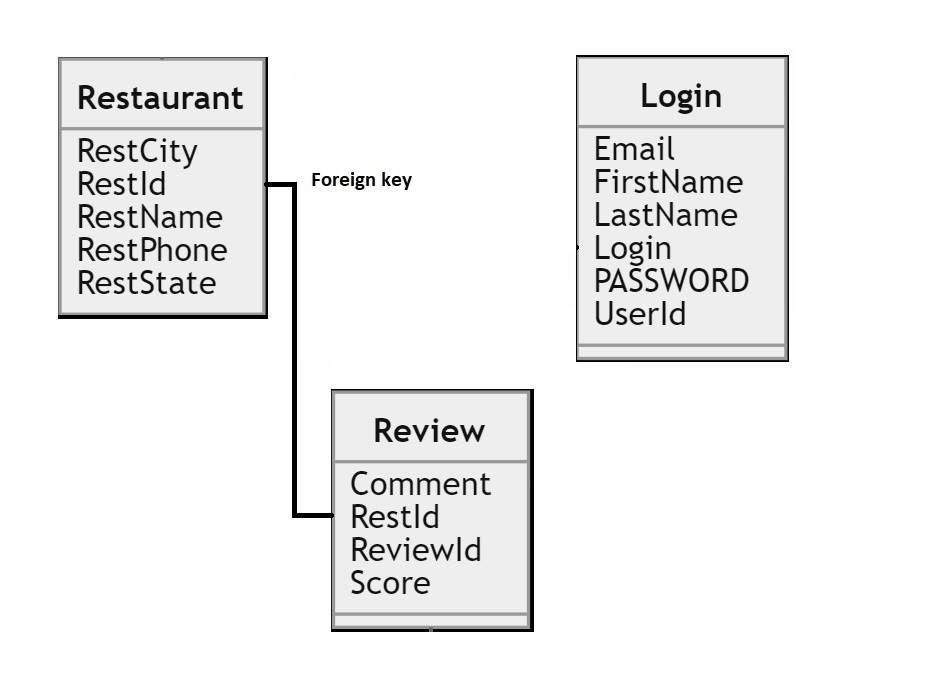 Restaurant
RestCity
RestId
RestName
RestPhone
RestState
Foreign key
Login
Email
FirstName
LastName
Login
PASSWORD
UserId
Review
Comment
RestId
ReviewId
Score